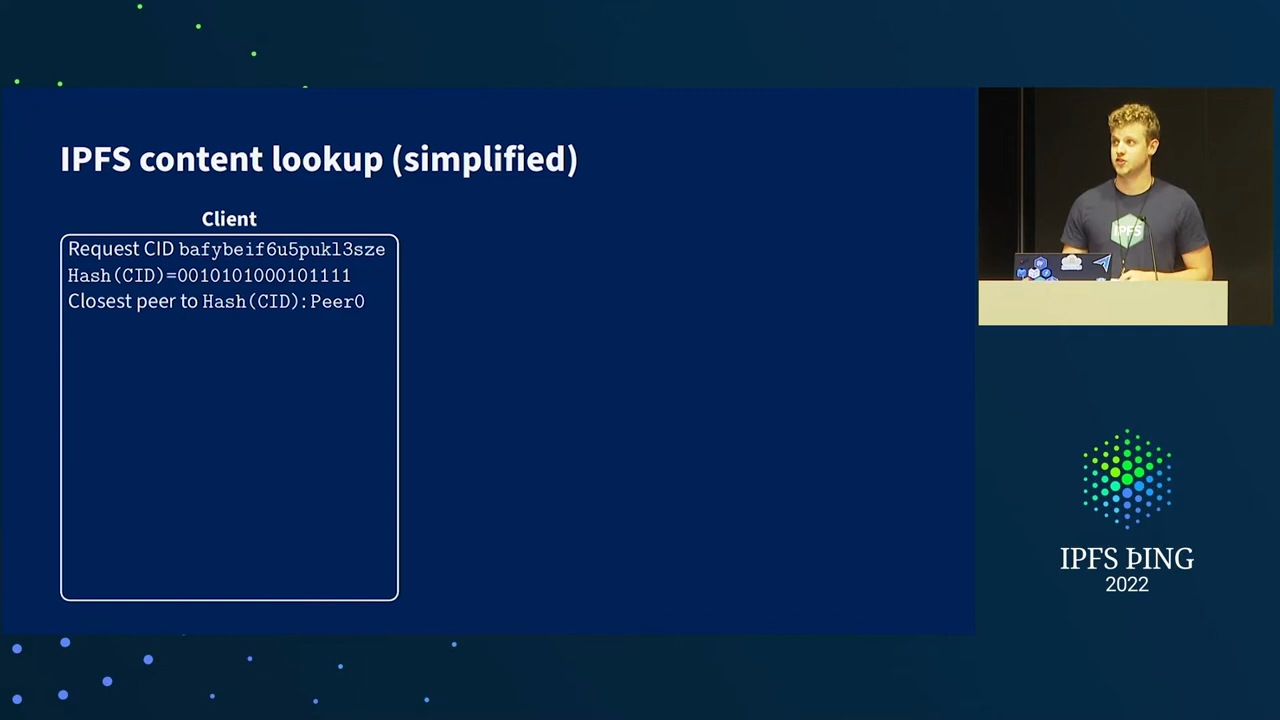 IPFS content lookup (simplified)
Client
Request CID bafybeif6u5pukl3sze
Hash(CID)=0010101000101111
Closest peer to Hash(CID):Peer0
IPFS
IPFS ÞING
2022